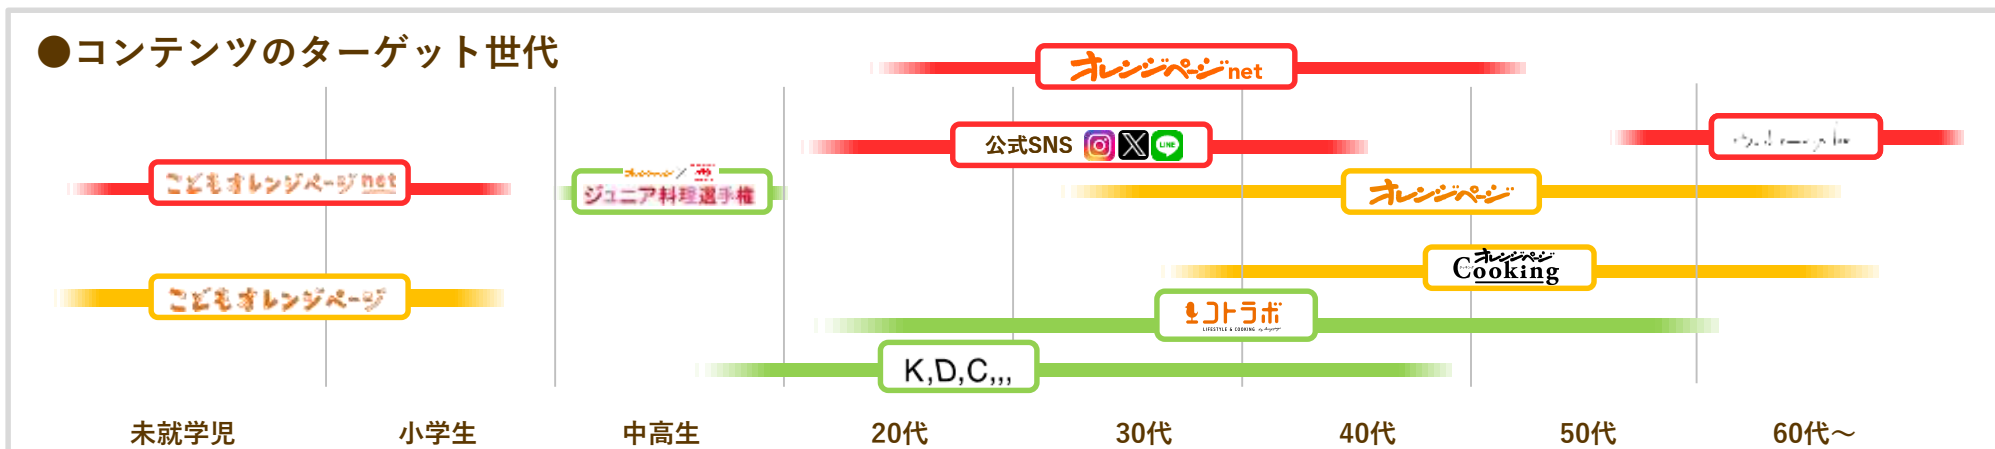 ●コンテンツのターゲット世代
オレンジページnet
公式SNS
LINE
こどもオレンジページnet
ジュニア料理選手権
オレンジページ
オレンジページ
Cooking
こどもオレンジページ
コトラボ
LIFESTYLE & COOKING
K,D,C,,,
未就学児 小学生 中高生 20代 30代 40代 50代 60代～